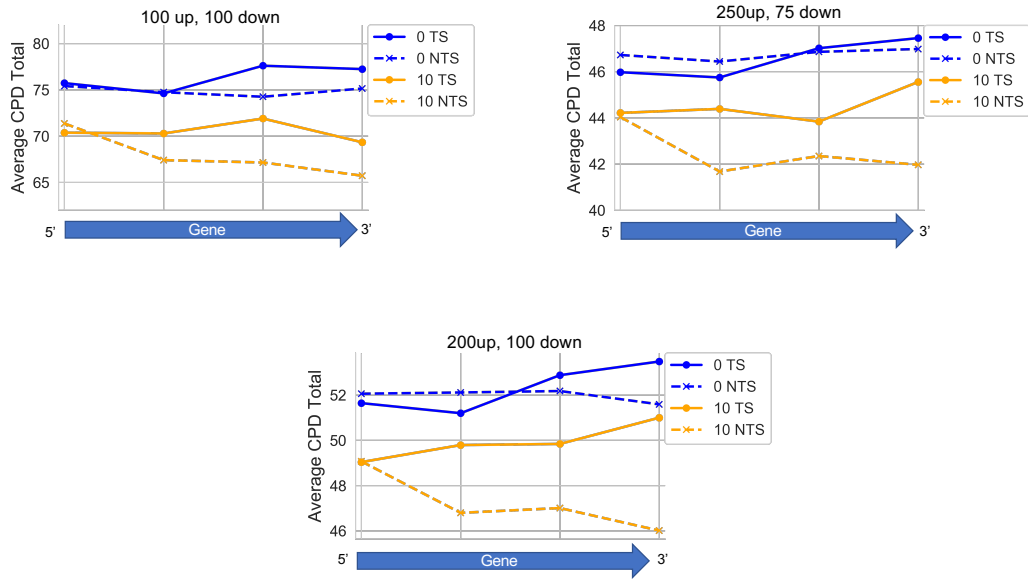 100 up, 100 down
Average CPD Total
80
75
70
65
0 TS
0 NTS
10 TS
10 NTS
5’
Gene
3’
250up, 75 down
Average CPD Total
48
46
44
42
40
0 TS
0 NTS
10 TS
10 NTS
5’
Gene
3’
200up, 100 down
Average CPD Total
52
50
48
46
0 TS
0 NTS
10 TS
10 NTS
5’
Gene
3’